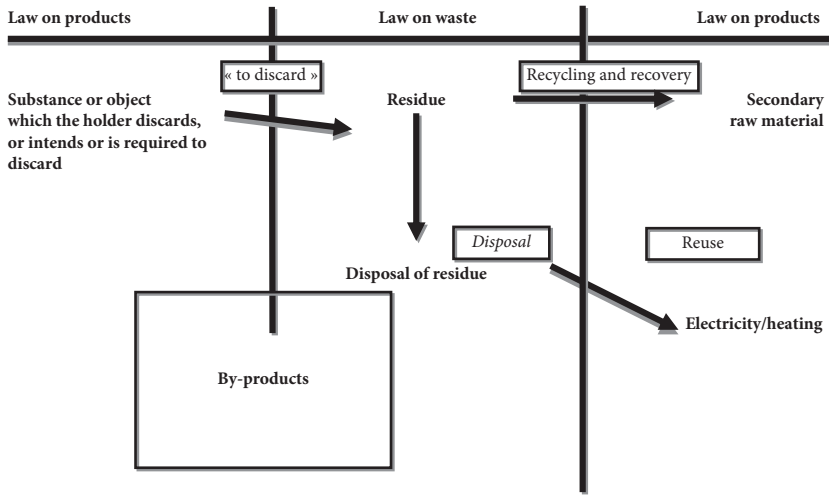 Law on products
Law on waste
Law on products
« to discard »
Recycling and recovery
Substance or object
which the holder discards,
or intends or is required to
discard
Residue
Secondary
raw material
Disposal
Reuse
Disposal of residue
Electricity/heating
By-products